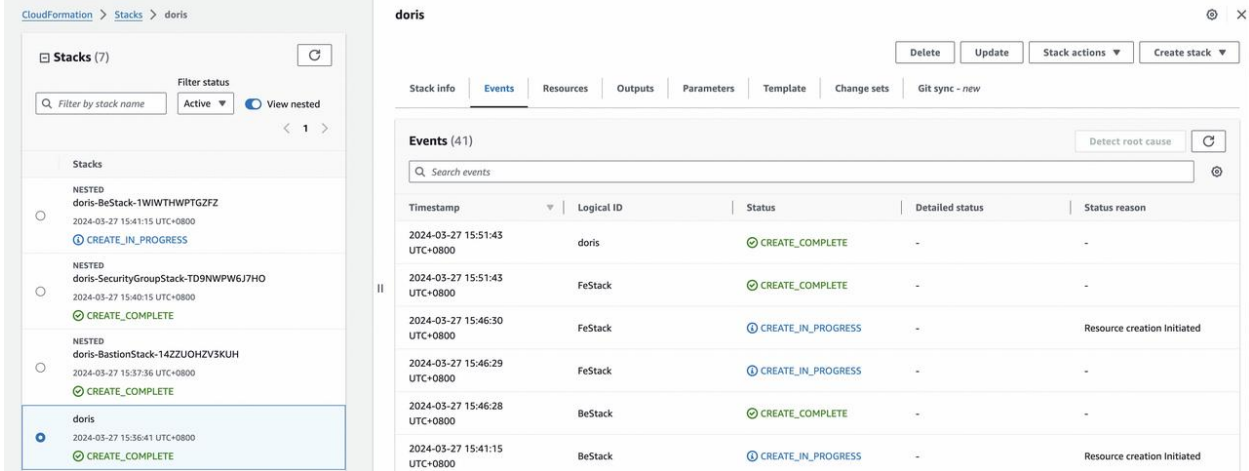 CloudFormation > Stacks > doris
Stacks (7)
Filter status
Filter by stack name
Active
View nested
1
Stacks
NESTED
doris-BeStack-1WIWTHWPTGZFZ
2024-03-27 15:41:15 UTC+0800
CREATE_IN_PROGRESS
NESTED
doris-SecurityGroupStack-TD9NWPW6J7HO
2024-03-27 15:40:15 UTC+0800
CREATE_COMPLETE
NESTED
doris-BastionStack-14ZZUOHZV3KUH
2024-03-27 15:37:36 UTC+0800
CREATE_COMPLETE
doris
2024-03-27 15:36:41 UTC+0800
CREATE_COMPLETE
doris
Delete Update Stack actions Create stack
Stack info Events Resources Outputs Parameters Template Change sets Git sync - new
Events (41)
Detect root cause
Search events
Timestamp Logical ID Status Detailed status Status reason
2024-03-27 15:51:43
UTC+0800
doris CREATE_COMPLETE - -
2024-03-27 15:51:43
UTC+0800
FeStack CREATE_COMPLETE - -
2024-03-27 15:46:30
UTC+0800
FeStack CREATE_IN_PROGRESS - Resource creation Initiated
2024-03-27 15:46:29
UTC+0800
FeStack CREATE_IN_PROGRESS - -
2024-03-27 15:46:28
UTC+0800
BeStack CREATE_COMPLETE - -
2024-03-27 15:41:15
UTC+0800
BeStack CREATE_IN_PROGRESS - Resource creation Initiated